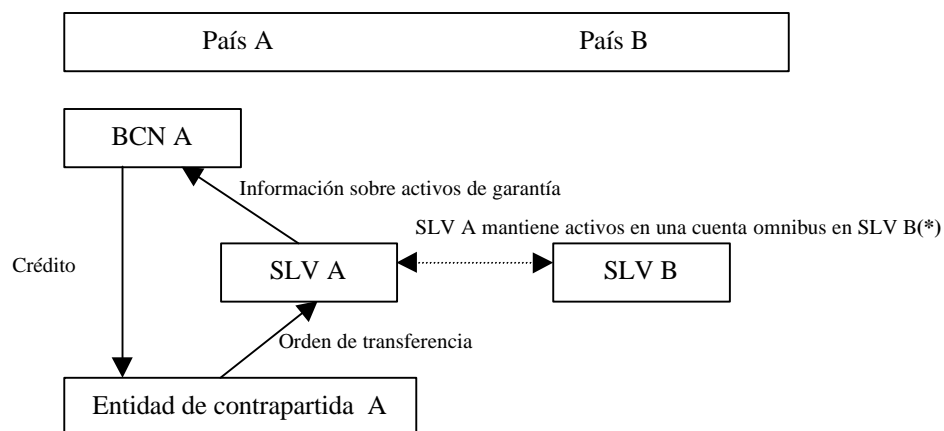 País A País B
BCN A
Información sobre activos de garantía
SLV A mantiene activos en una cuenta omnibus en SLV B(*)
Crédito
SLV A SLV B
Orden de transferencia
Entidad de contrapartida A